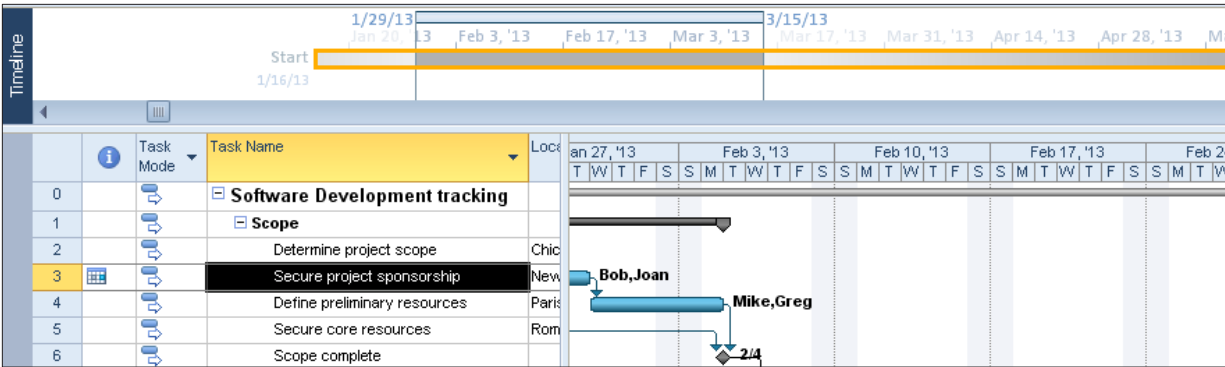 1/29/13 3/15/13
Jan 20, '13 Feb 3, '13 Feb 17, '13 Mar 3, '13 Mar 17, '13 Mar 31, '13 Apr 14, '13 Apr 28, '13 Ma
Start
1/16/13
Timeline
Task Mode Task Name Loca an 27, '13 Feb 3, '13 Feb 10, '13 Feb 17, '13 Feb 2
T W T F S S M T W T F S S M T W T F S S M T W T F S S M T W
0 Software Development tracking
1 Scope
2 Determine project scope Chic
3 Secure project sponsorship New Bob,Joan
4 Define preliminary resources Paris Mike,Greg
5 Secure core resources Rom
6 Scope complete 2/4